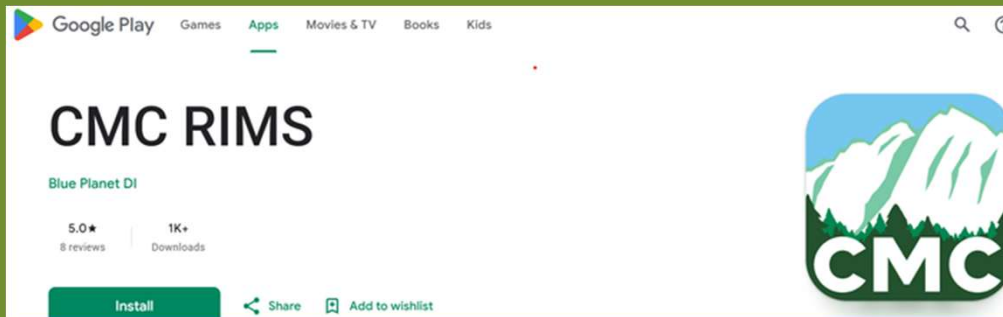 Google Play Games Apps Movies & TV Books Kids
CMC RIMS
Blue Planet DI
5.0★ 1K+
8 reviews Downloads
Install Share Add to wishlist
CMC